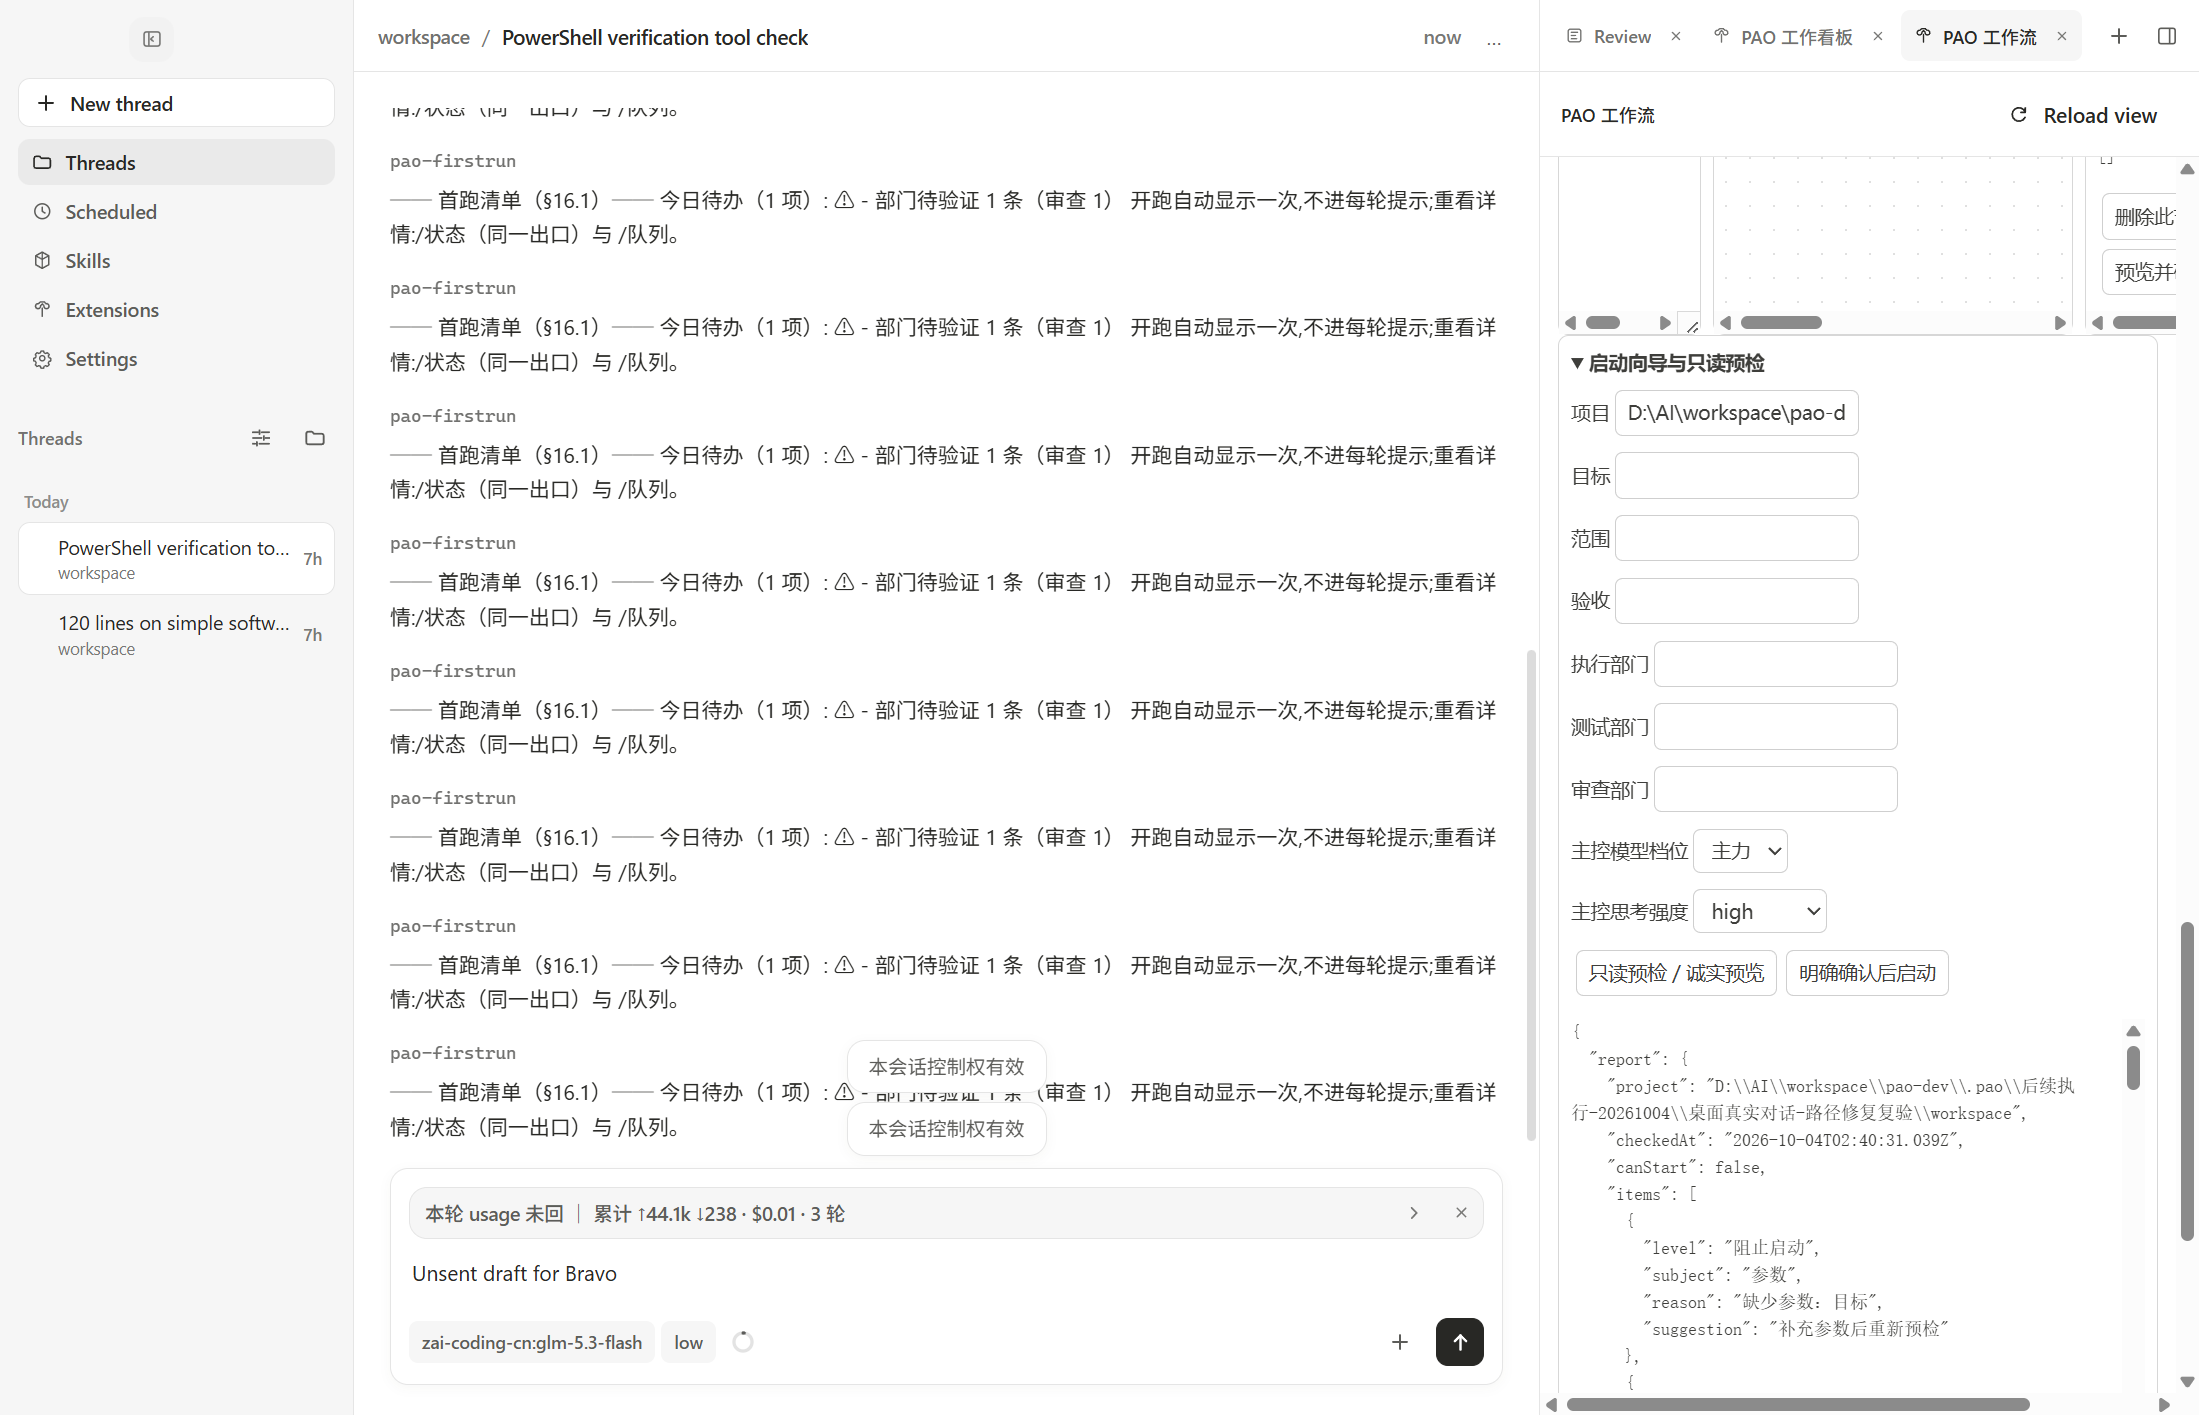 New thread
Threads
Scheduled
Skills
Extensions
Settings
Threads
Today
PowerShell verification to...
workspace
7h
120 lines on simple softw...
workspace
7h
workspace / PowerShell verification tool check
now
...
情:/状态（同一出口）与 /队列。
pao-firstrun
—— 首跑清单（§16.1）—— 今日待办（1 项）: ⚠ - 部门待验证 1 条（审查 1） 开跑自动显示一次,不进每轮提示;重看详
情:/状态（同一出口）与 /队列。
pao-firstrun
—— 首跑清单（§16.1）—— 今日待办（1 项）: ⚠ - 部门待验证 1 条（审查 1） 开跑自动显示一次,不进每轮提示;重看详
情:/状态（同一出口）与 /队列。
pao-firstrun
—— 首跑清单（§16.1）—— 今日待办（1 项）: ⚠ - 部门待验证 1 条（审查 1） 开跑自动显示一次,不进每轮提示;重看详
情:/状态（同一出口）与 /队列。
pao-firstrun
—— 首跑清单（§16.1）—— 今日待办（1 项）: ⚠ - 部门待验证 1 条（审查 1） 开跑自动显示一次,不进每轮提示;重看详
情:/状态（同一出口）与 /队列。
pao-firstrun
—— 首跑清单（§16.1）—— 今日待办（1 项）: ⚠ - 部门待验证 1 条（审查 1） 开跑自动显示一次,不进每轮提示;重看详
情:/状态（同一出口）与 /队列。
pao-firstrun
—— 首跑清单（§16.1）—— 今日待办（1 项）: ⚠ - 部门待验证 1 条（审查 1） 开跑自动显示一次,不进每轮提示;重看详
情:/状态（同一出口）与 /队列。
pao-firstrun
—— 首跑清单（§16.1）—— 今日待办（1 项）: ⚠ - 部门待验证 1 条（审查 1） 开跑自动显示一次,不进每轮提示;重看详
情:/状态（同一出口）与 /队列。
pao-firstrun
本会话控制权有效
—— 首跑清单（§16.1）—— 今日待办（1 项）: ⚠ - 部门待验证 1 条（审查 1） 开跑自动显示一次,不进每轮提示;重看详
情:/状态（同一出口）与 /队列。
本会话控制权有效
本轮 usage 未回 │ 累计 ↑44.1k ↓238 · $0.01 · 3 轮
Unsent draft for Bravo
zai-coding-cn:glm-5.3-flash
low
Review
PAO 工作看板
PAO 工作流
PAO 工作流
Reload view
[]
删除此
预览并
▼ 启动向导与只读预检
项目 D:\AI\workspace\pao-d
目标
范围
验收
执行部门
测试部门
审查部门
主控模型档位 主力
主控思考强度 high
只读预检 / 诚实预览
明确确认后启动
{
"report": {
"project": "D:\\AI\\workspace\\pao-dev\\.pao\\后续执
行-20261004\\桌面真实对话-路径修复复验\\workspace",
"checkedAt": "2026-10-04T02:40:31.039Z",
"canStart": false,
"items": [
{
"level": "阻止启动",
"subject": "参数",
"reason": "缺少参数：目标",
"suggestion": "补充参数后重新预检"
},
{